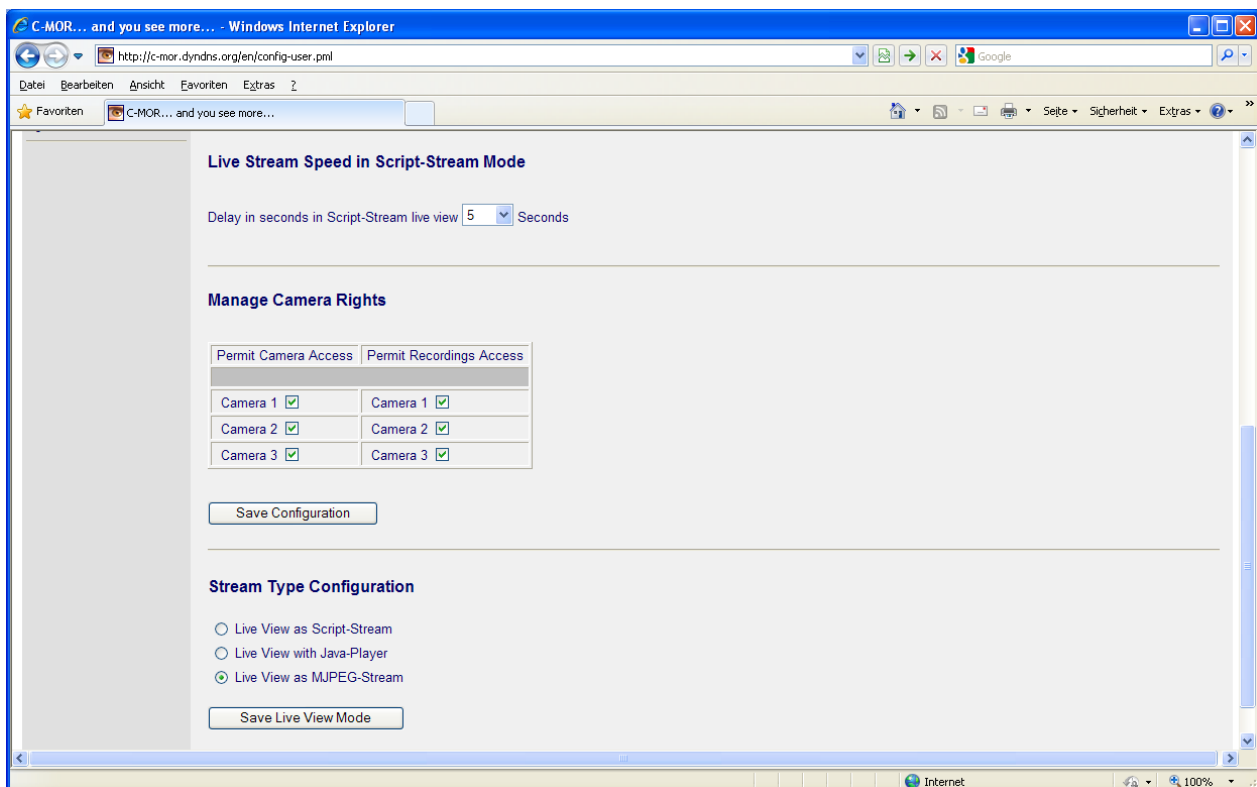 C-MOR... and you see more... - Windows Internet Explorer
http://c-mor.dyndns.org/en/config-user.pml
Google
Datei Bearbeiten Ansicht Favoriten Extras ?
Favoriten C-MOR... and you see more... Seite Sicherheit Extras »
Live Stream Speed in Script-Stream Mode
Delay in seconds in Script-Stream live view 5 Seconds
Manage Camera Rights
Permit Camera Access Permit Recordings Access
Camera 1 Camera 1
Camera 2 Camera 2
Camera 3 Camera 3
Save Configuration
Stream Type Configuration
Live View as Script-Stream
Live View with Java-Player
Live View as MJPEG-Stream
Save Live View Mode
Internet 100%